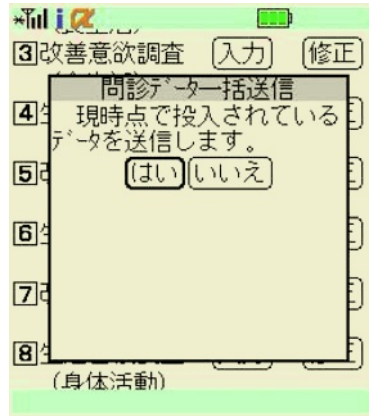 3改善意欲調査 入力 修正
問診データ一括送信
現時点で投入されている
データを送信します。
はい いいえ
4
5
6
7
8
(身体活動)